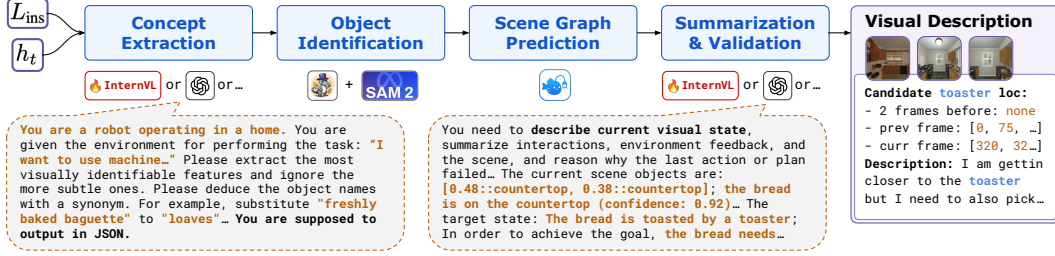 L_ins
h_t
Concept
Extraction
Object
Identification
Scene Graph
Prediction
Summarization
& Validation
InternVL or or…
+ SAM 2
InternVL or or…
You are a robot operating in a home. You are
given the environment for performing the task: “I
want to use machine…” Please extract the most
visually identifiable features and ignore the
more subtle ones. Please deduce the object names
with a synonym. For example, substitute "freshly
baked baguette" to "loaves"… You are supposed to
output in JSON.
You need to describe current visual state,
summarize interactions, environment feedback, and
the scene, and reason why the last action or plan
failed… The current scene objects are:
[0.48::countertop, 0.38::countertop]; the bread
is on the countertop (confidence: 0.92)… The
target state: The bread is toasted by a toaster;
In order to achieve the goal, the bread needs…
Visual Description
Candidate toaster loc:
- 2 frames before: none
- prev frame: [0, 75, …]
- curr frame: [320, 32…]
Description: I am gettin
closer to the toaster
but I need to also pick…